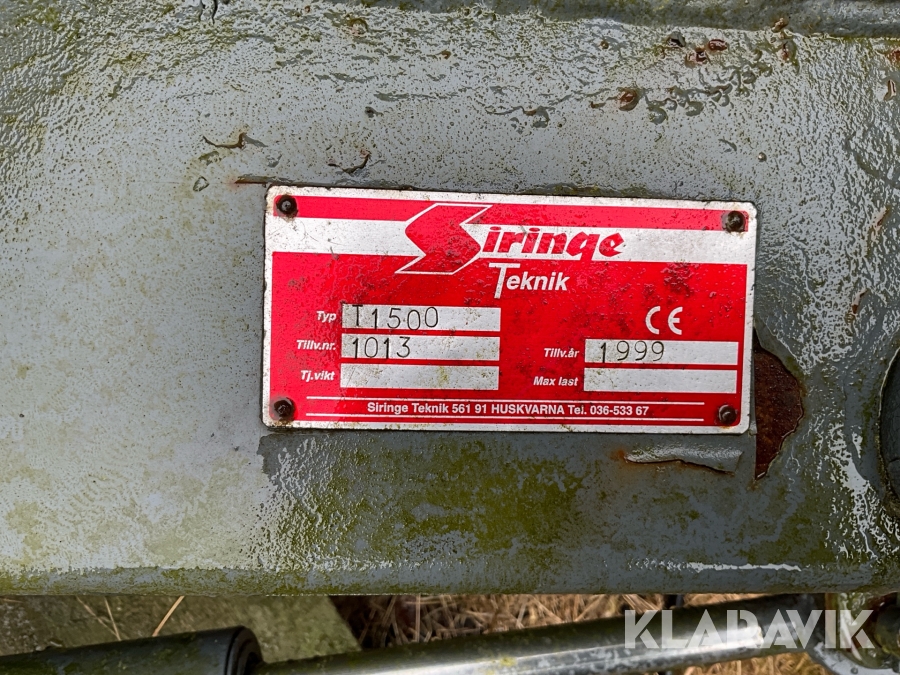 Siringe
Teknik
Typ T1500
CE
Tillv.nr. 1013 Tillv.år 1999
Tj.vikt Max last
Siringe Teknik 561 91 HUSKVARNA Tel. 036-533 67
KLARAVIK